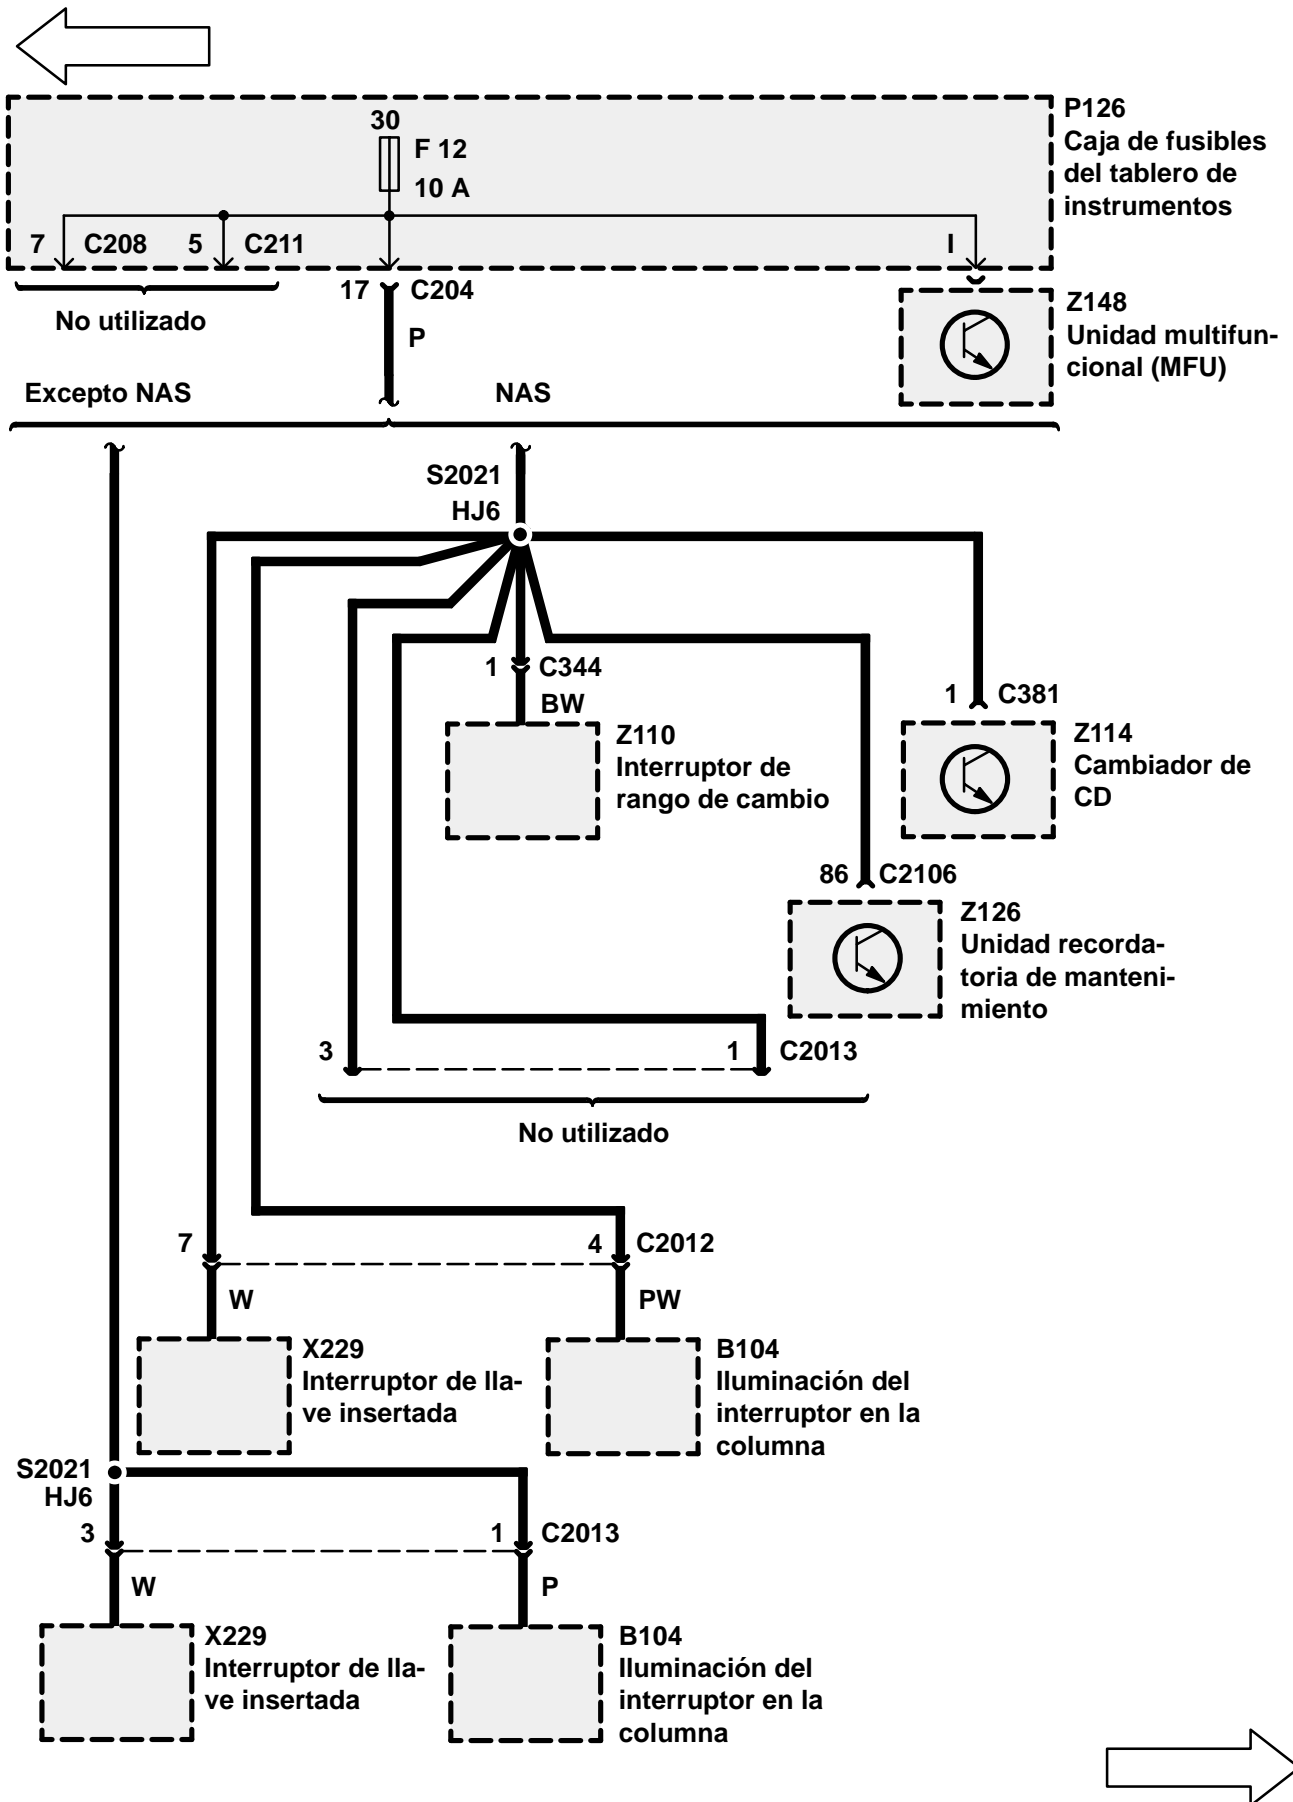 P126
Caja de fusibles
del tablero de
instrumentos
30
F 12
10 A
7
C208
5
C211
I
17
C204
No utilizado
P
Z148
Unidad multifun-
cional (MFU)
Excepto NAS
NAS
S2021
HJ6
1
C344
BW
Z110
Interruptor de
rango de cambio
1
C381
Z114
Cambiador de
CD
86
C2106
Z126
Unidad recorda-
toria de manteni-
miento
3
1
C2013
No utilizado
7
4
C2012
W
PW
X229
Interruptor de lla-
ve insertada
B104
Iluminación del
interruptor en la
columna
S2021
HJ6
3
1
C2013
W
P
X229
Interruptor de lla-
ve insertada
B104
Iluminación del
interruptor en la
columna